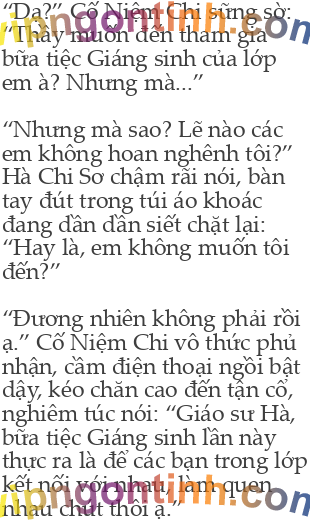 “Dạ?” Cố Niệm Chi sững sờ:
“Thầy muốn đến tham gia
bữa tiệc Giáng sinh của lớp
em à? Nhưng mà...”
“Nhưng mà sao? Lẽ nào các
em không hoan nghênh tôi?”
Hà Chi Sơ chậm rãi nói, bàn
tay đút trong túi áo khoác
đang dần dần siết chặt lại:
“Hay là, em không muốn tôi
đến?”
“Đương nhiên không phải rồi
ạ.” Cố Niệm Chi vô thức phủ
nhận, cầm điện thoại ngồi bật
dậy, kéo chăn cao đến tận cổ,
nghiêm túc nói: “Giáo sư Hà,
bữa tiệc Giáng sinh lần này
thực ra là để các bạn trong lớp
kết nối với nhau, làm quen
nhau chút thôi ạ.”
vipngontinh.com
vipngontinh.com